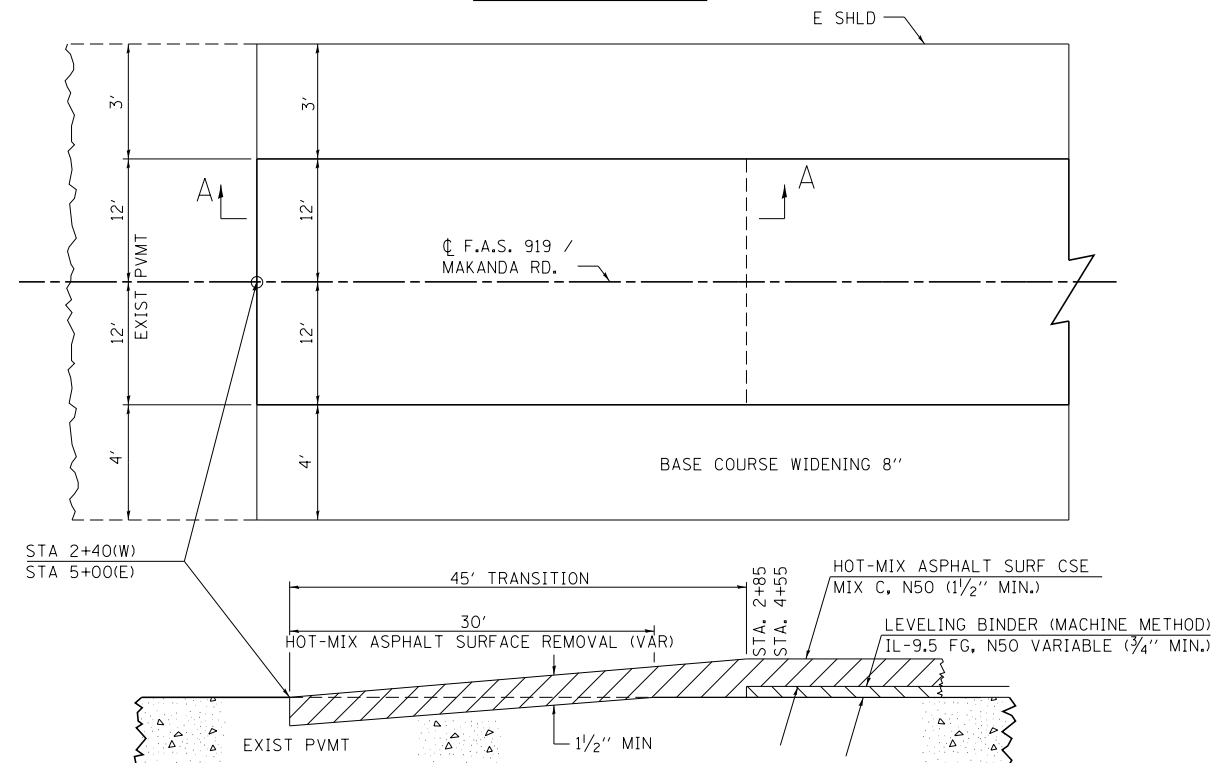 E SHLD
3'
3'
A
A
12'
12'
EXIST PVMT
℄ F.A.S. 919 /
MAKANDA RD.
12'
12'
4'
4'
BASE COURSE WIDENING 8''
STA 2+40(W)
STA 5+00(E)
45' TRANSITION
STA. 2+85
STA. 4+55
HOT-MIX ASPHALT SURF CSE
MIX C, N50 (1½'' MIN.)
30'
HOT-MIX ASPHALT SURFACE REMOVAL (VAR)
LEVELING BINDER (MACHINE METHOD)
IL-9.5 FG, N50 VARIABLE (¾'' MIN.)
EXIST PVMT
1½'' MIN